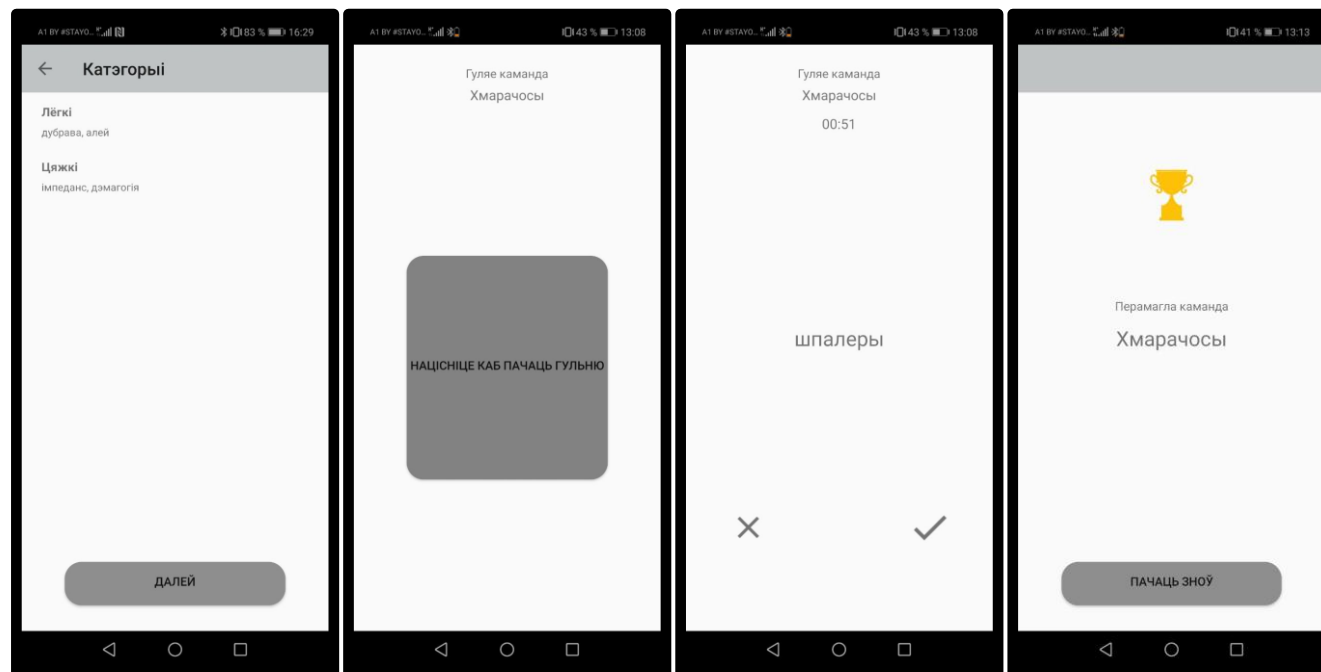 A1 BY #STAYO...
83 % 16:29
Катэгорыі
Лёгкі
дубрава, алей
Цяжкі
імпеданс, дэмагогія
ДАЛЕЙ
A1 BY #STAYO...
43 % 13:08
Гуляе каманда
Хмарачосы
НАЦІСНІЦЕ КАБ ПАЧАЦЬ ГУЛЬНЮ
A1 BY #STAYO...
43 % 13:08
Гуляе каманда
Хмарачосы
00:51
шпалеры
A1 BY #STAYO...
41 % 13:13
Перамагла каманда
Хмарачосы
ПАЧАЦЬ ЗНОЎ